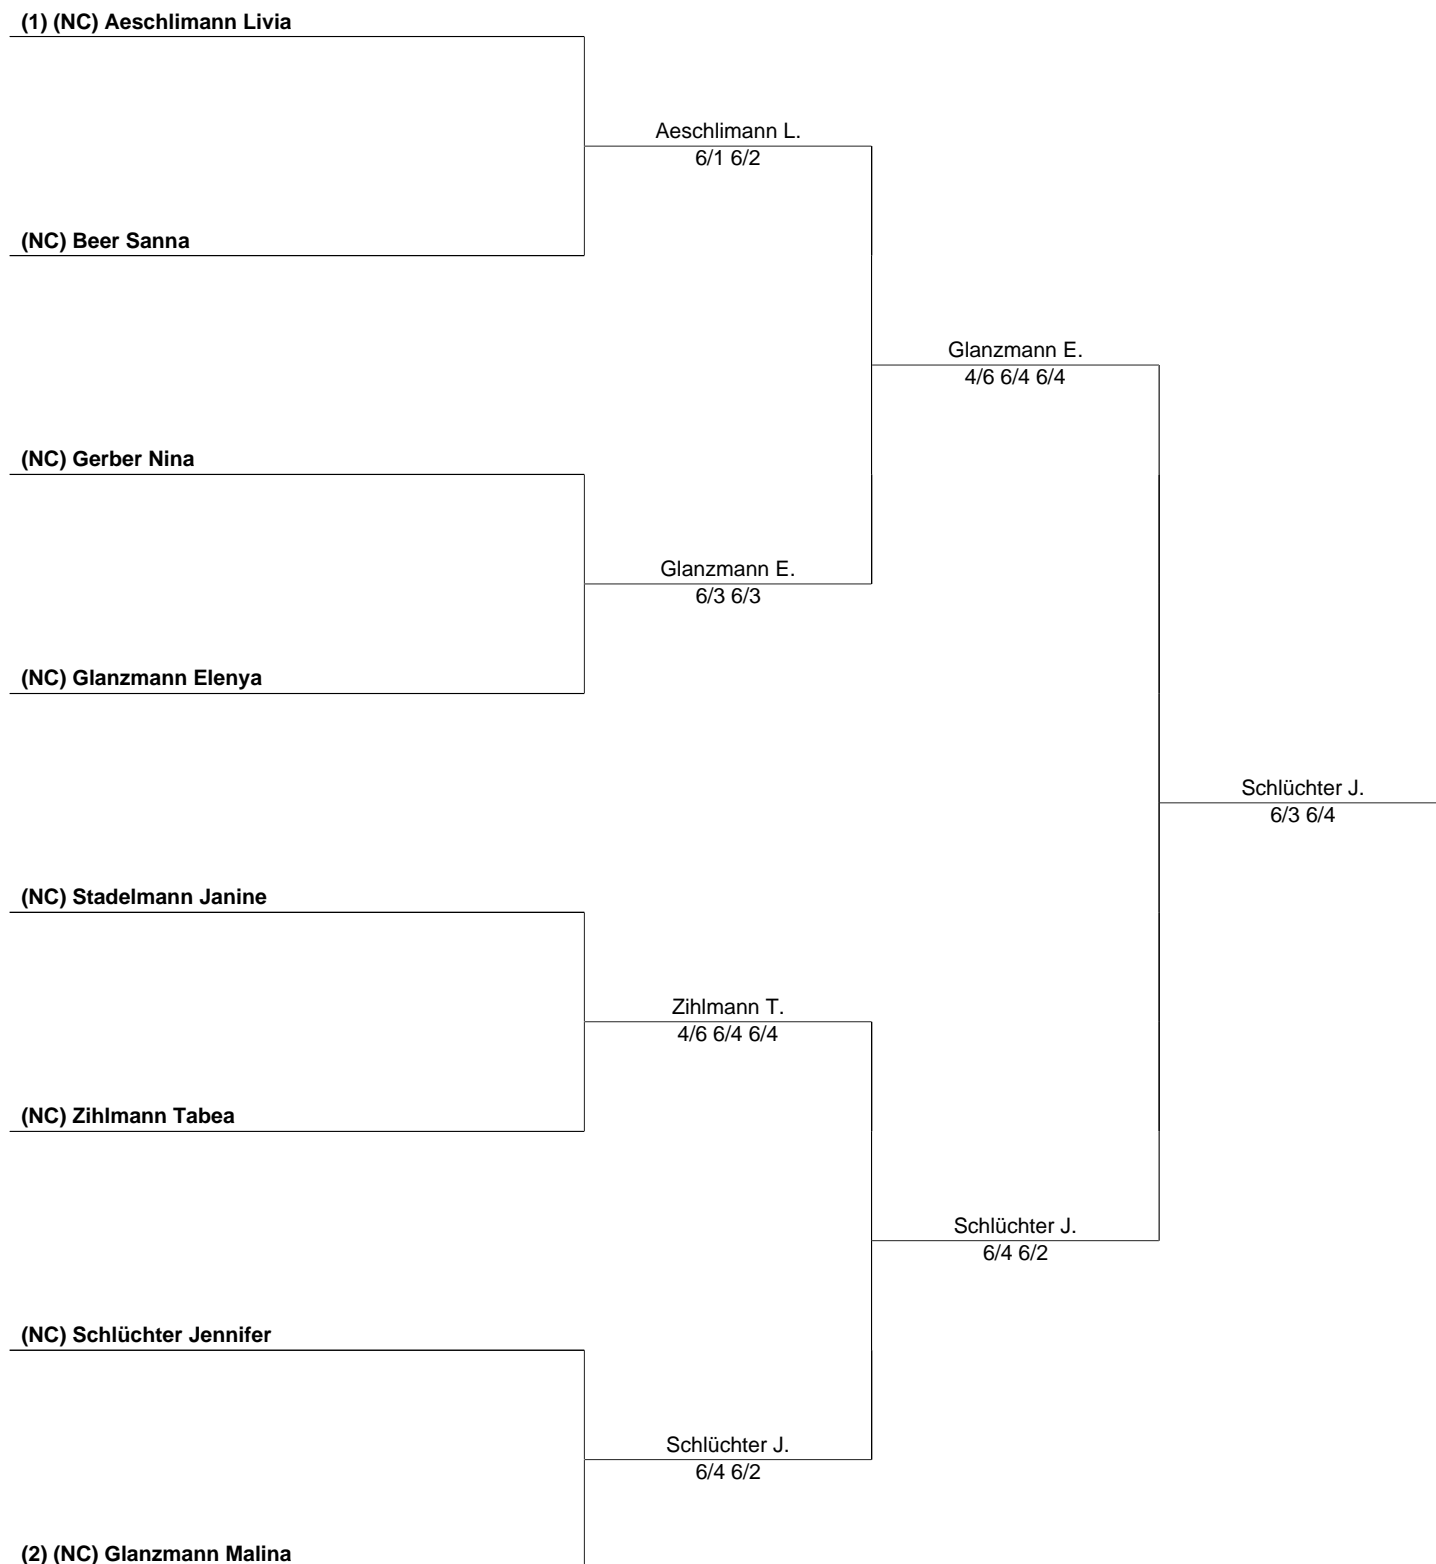 (1) (NC) Aeschlimann Livia
Aeschlimann L.
6/1 6/2
(NC) Beer Sanna
Glanzmann E.
4/6 6/4 6/4
(NC) Gerber Nina
Glanzmann E.
6/3 6/3
(NC) Glanzmann Elenya
Schlüchter J.
6/3 6/4
(NC) Stadelmann Janine
Zihlmann T.
4/6 6/4 6/4
(NC) Zihlmann Tabea
Schlüchter J.
6/4 6/2
(NC) Schlüchter Jennifer
Schlüchter J.
6/4 6/2
(2) (NC) Glanzmann Malina